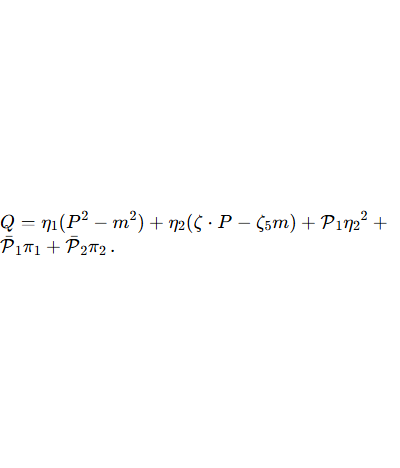 Q = η₁(P² − m²) + η₂(ζ · P − ζ₅m) + 𝒫₁η₂² +
𝒫̄₁π₁ + 𝒫̄₂π₂ .